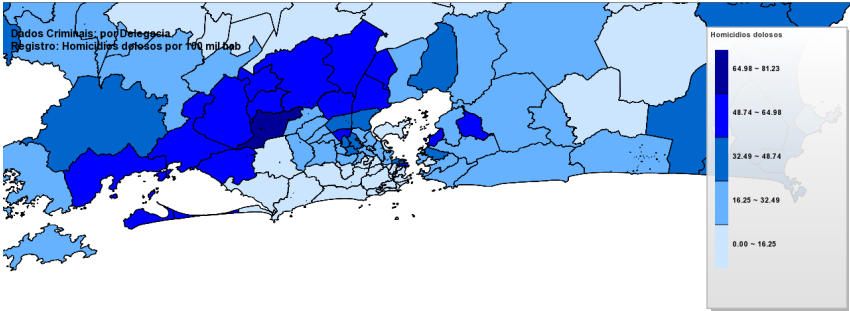 Dados Criminais: por Delegacia
Registro: Homicídios dolosos por 100 mil hab
Homicidios dolosos
64.98 ~ 81.23
48.74 ~ 64.98
32.49 ~ 48.74
16.25 ~ 32.49
0.00 ~ 16.25